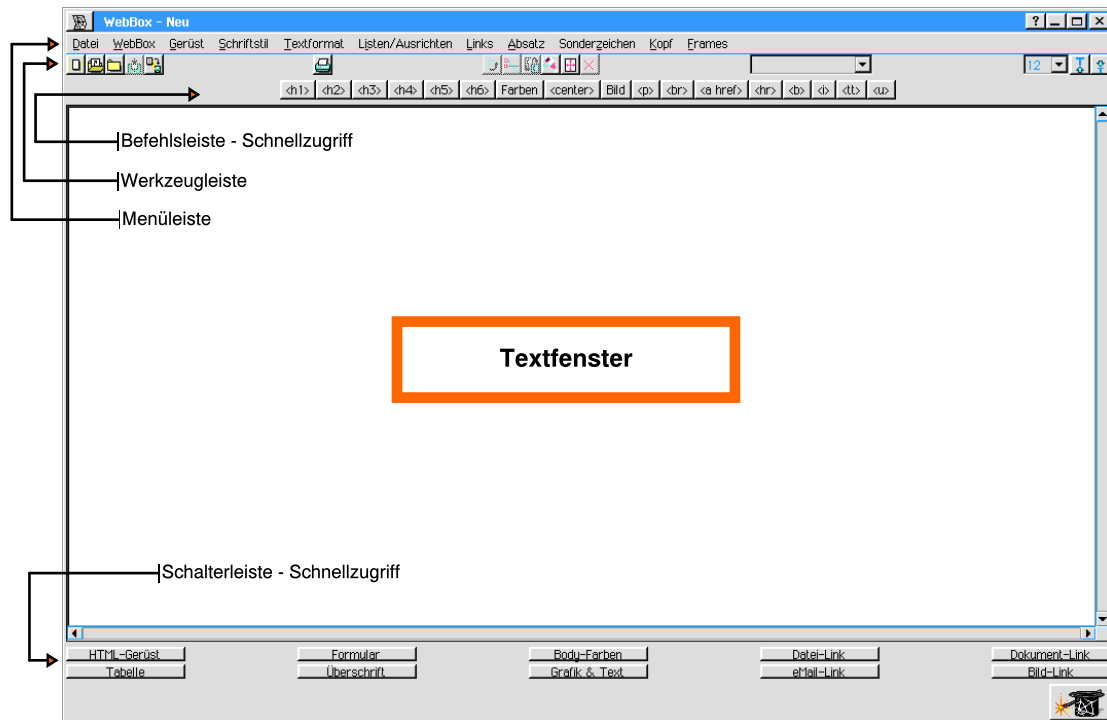 WebBox - Neu ?
Datei WebBox Gerüst Schriftstil Textformat Listen/Ausrichten Links Absatz Sonderzeichen Kopf Frames
12
<h1> <h2> <h3> <h4> <h5> <h6> Farben <center> Bild <p> <br> <a href> <hr> <b> <i> <tt> <u>
Befehlsleiste - Schnellzugriff
Werkzeugleiste
Menüleiste
Textfenster
Schalterleiste - Schnellzugriff
HTML-Gerüst Formular Body-Farben Datei-Link Dokument-Link
Tabelle Überschrift Grafik & Text eMail-Link Bild-Link